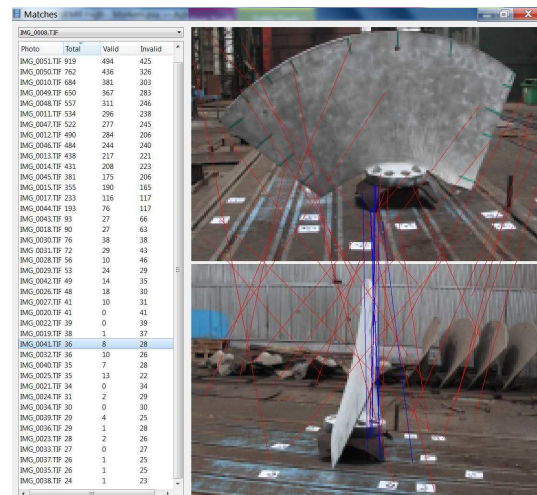 Matches
IMG_0008.TIF
Photo Total Valid Invalid
IMG_0051.TIF 919 494 425
IMG_0050.TIF 762 436 326
IMG_0010.TIF 684 381 303
IMG_0049.TIF 650 367 283
IMG_0048.TIF 557 311 246
IMG_0011.TIF 534 296 238
IMG_0047.TIF 522 277 245
IMG_0012.TIF 490 284 206
IMG_0046.TIF 484 244 240
IMG_0013.TIF 438 217 221
IMG_0014.TIF 431 208 223
IMG_0045.TIF 381 175 206
IMG_0015.TIF 355 190 165
IMG_0017.TIF 233 116 117
IMG_0044.TIF 193 76 117
IMG_0043.TIF 93 27 66
IMG_0018.TIF 90 27 63
IMG_0030.TIF 76 38 38
IMG_0031.TIF 72 29 43
IMG_0028.TIF 56 10 46
IMG_0029.TIF 53 24 29
IMG_0042.TIF 49 14 35
IMG_0026.TIF 48 18 30
IMG_0027.TIF 41 10 31
IMG_0020.TIF 41 0 41
IMG_0022.TIF 39 0 39
IMG_0019.TIF 38 1 37
IMG_0041.TIF 36 8 28
IMG_0032.TIF 36 10 26
IMG_0040.TIF 35 7 28
IMG_0025.TIF 35 13 22
IMG_0021.TIF 34 0 34
IMG_0024.TIF 31 2 29
IMG_0034.TIF 30 0 30
IMG_0039.TIF 29 4 25
IMG_0036.TIF 29 1 28
IMG_0023.TIF 28 2 26
IMG_0033.TIF 27 0 27
IMG_0037.TIF 26 1 25
IMG_0035.TIF 26 1 25
IMG_0038.TIF 24 1 23